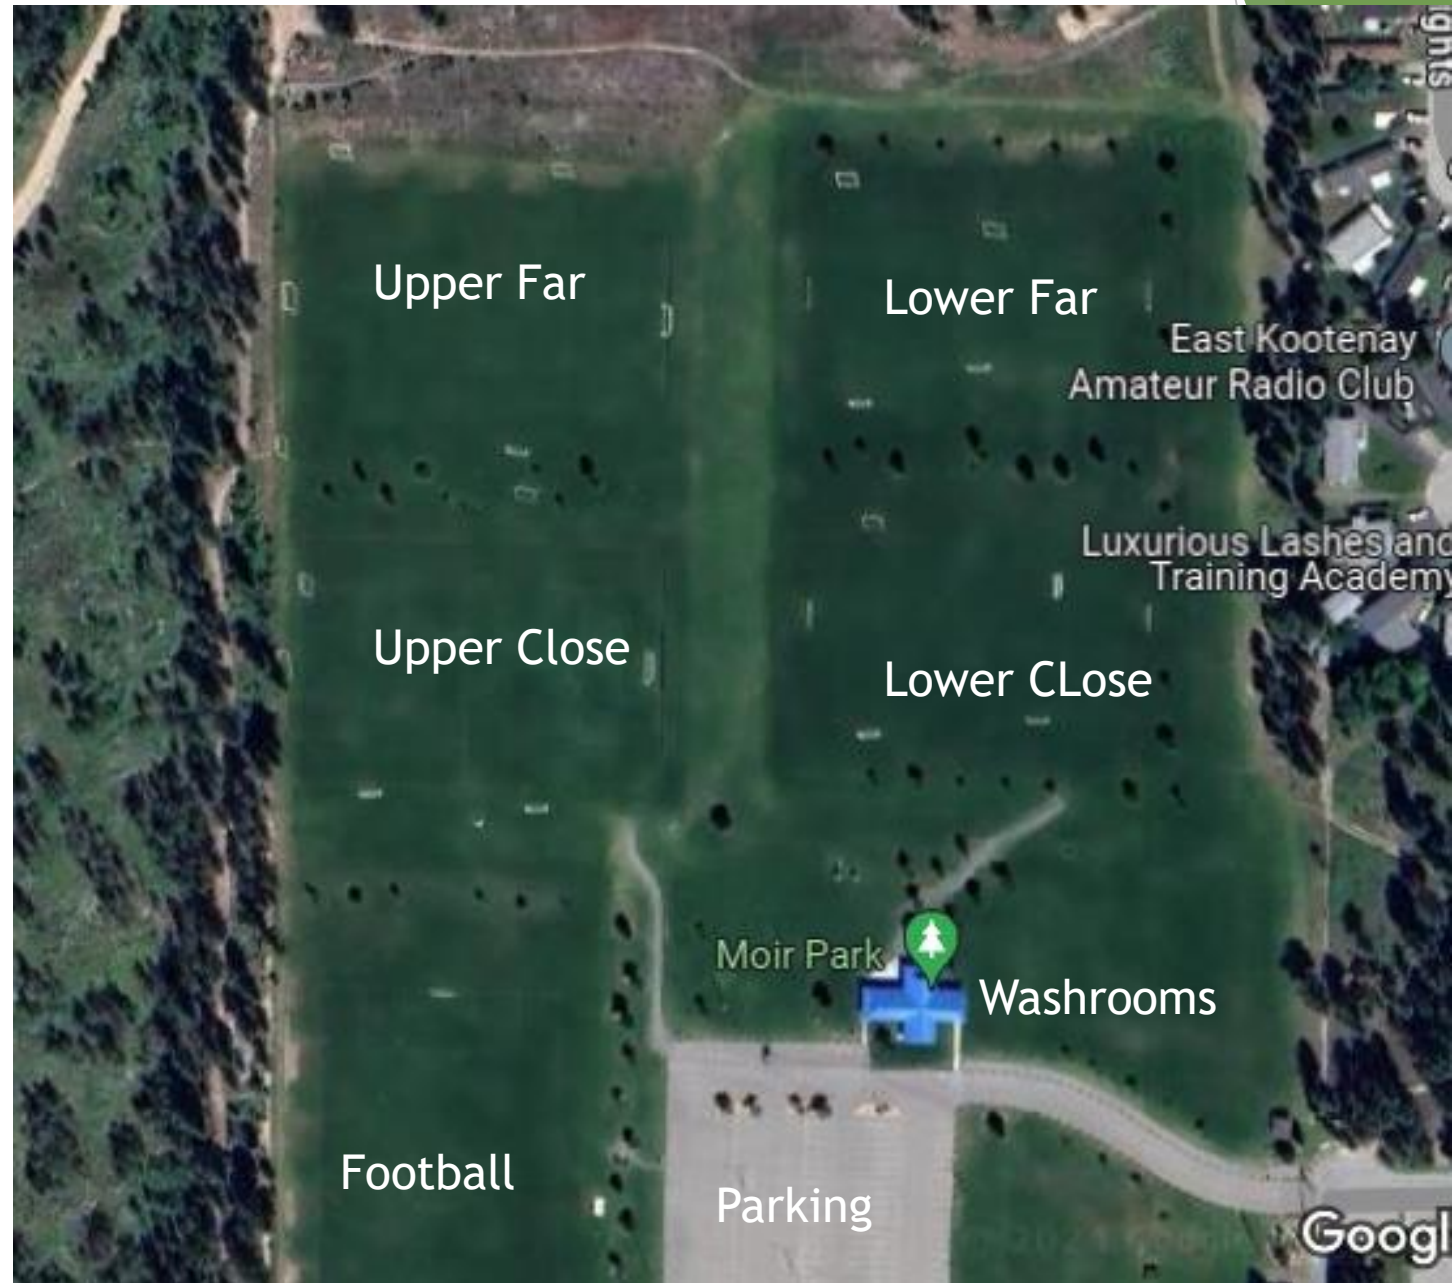 ights
Upper Far
Lower Far
East Kootenay
Amateur Radio Club
Luxurious Lashes and
Training Academy
Upper Close
Lower CLose
Moir Park
Washrooms
Football
Parking
Googl